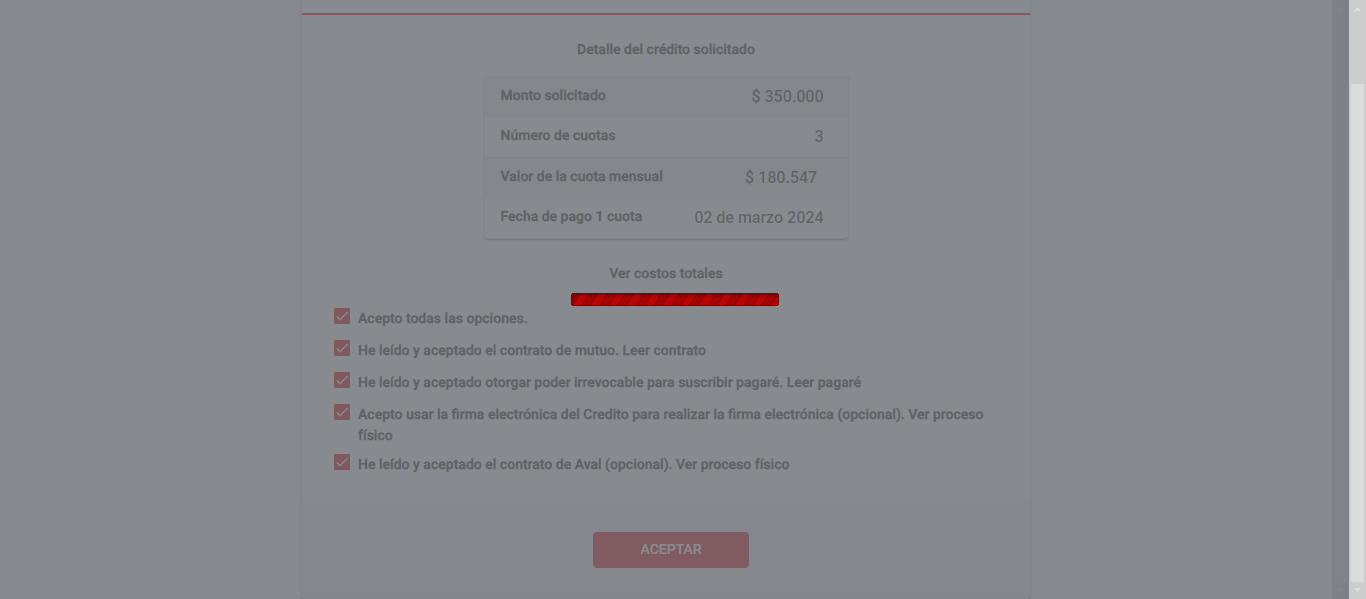 Detalle del crédito solicitado
Monto solicitado $ 350.000
Número de cuotas 3
Valor de la cuota mensual $ 180.547
Fecha de pago 1 cuota 02 de marzo 2024
Ver costos totales
Acepto todas las opciones.
He leído y aceptado el contrato de mutuo. Leer contrato
He leído y aceptado otorgar poder irrevocable para suscribir pagaré. Leer pagaré
Acepto usar la firma electrónica del Credito para realizar la firma electrónica (opcional). Ver proceso
físico
He leído y aceptado el contrato de Aval (opcional). Ver proceso físico
ACEPTAR